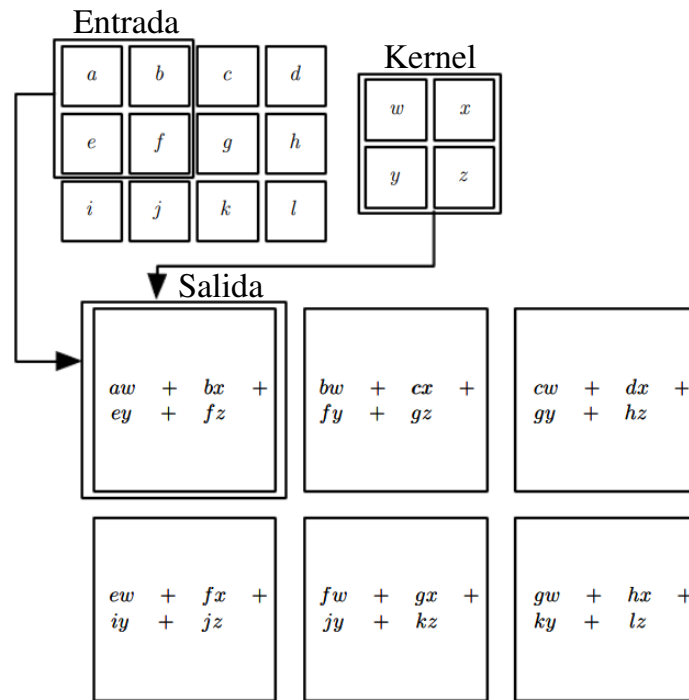 Entrada
Kernel
a b c d
w x
e f g h
y z
i j k l
Salida
aw + bx +
ey + fz
bw + cx +
fy + gz
cw + dx +
gy + hz
ew + fx +
iy + jz
fw + gx +
jy + kz
gw + hx +
ky + lz